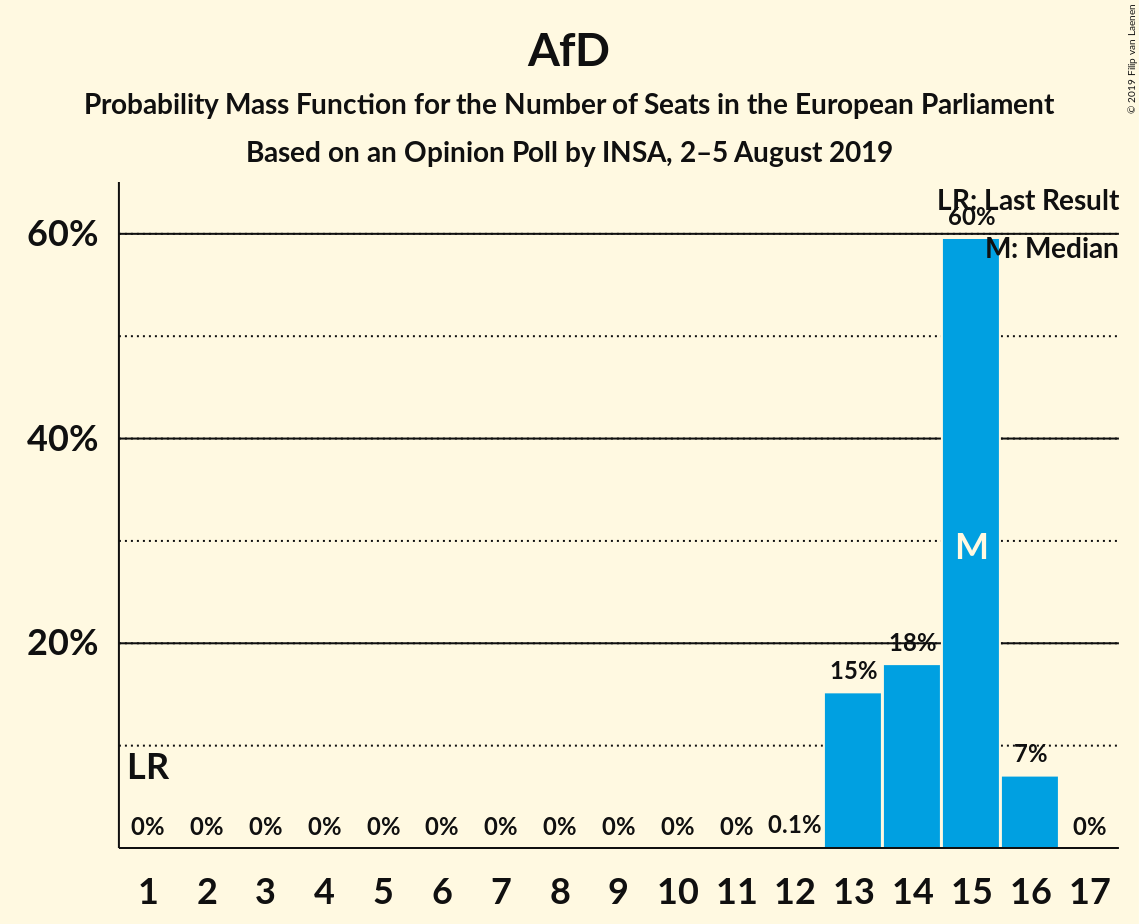 AfD
Probability Mass Function for the Number of Seats in the European Parliament
Based on an Opinion Poll by INSA, 2–5 August 2019
© 2019 Filip van Laenen
LR: Last Result
M: Median
60%
40%
20%
LR
0% 0% 0% 0% 0% 0% 0% 0% 0% 0% 0% 0.1% 15% 18% 60% 7% 0%
M
1 2 3 4 5 6 7 8 9 10 11 12 13 14 15 16 17